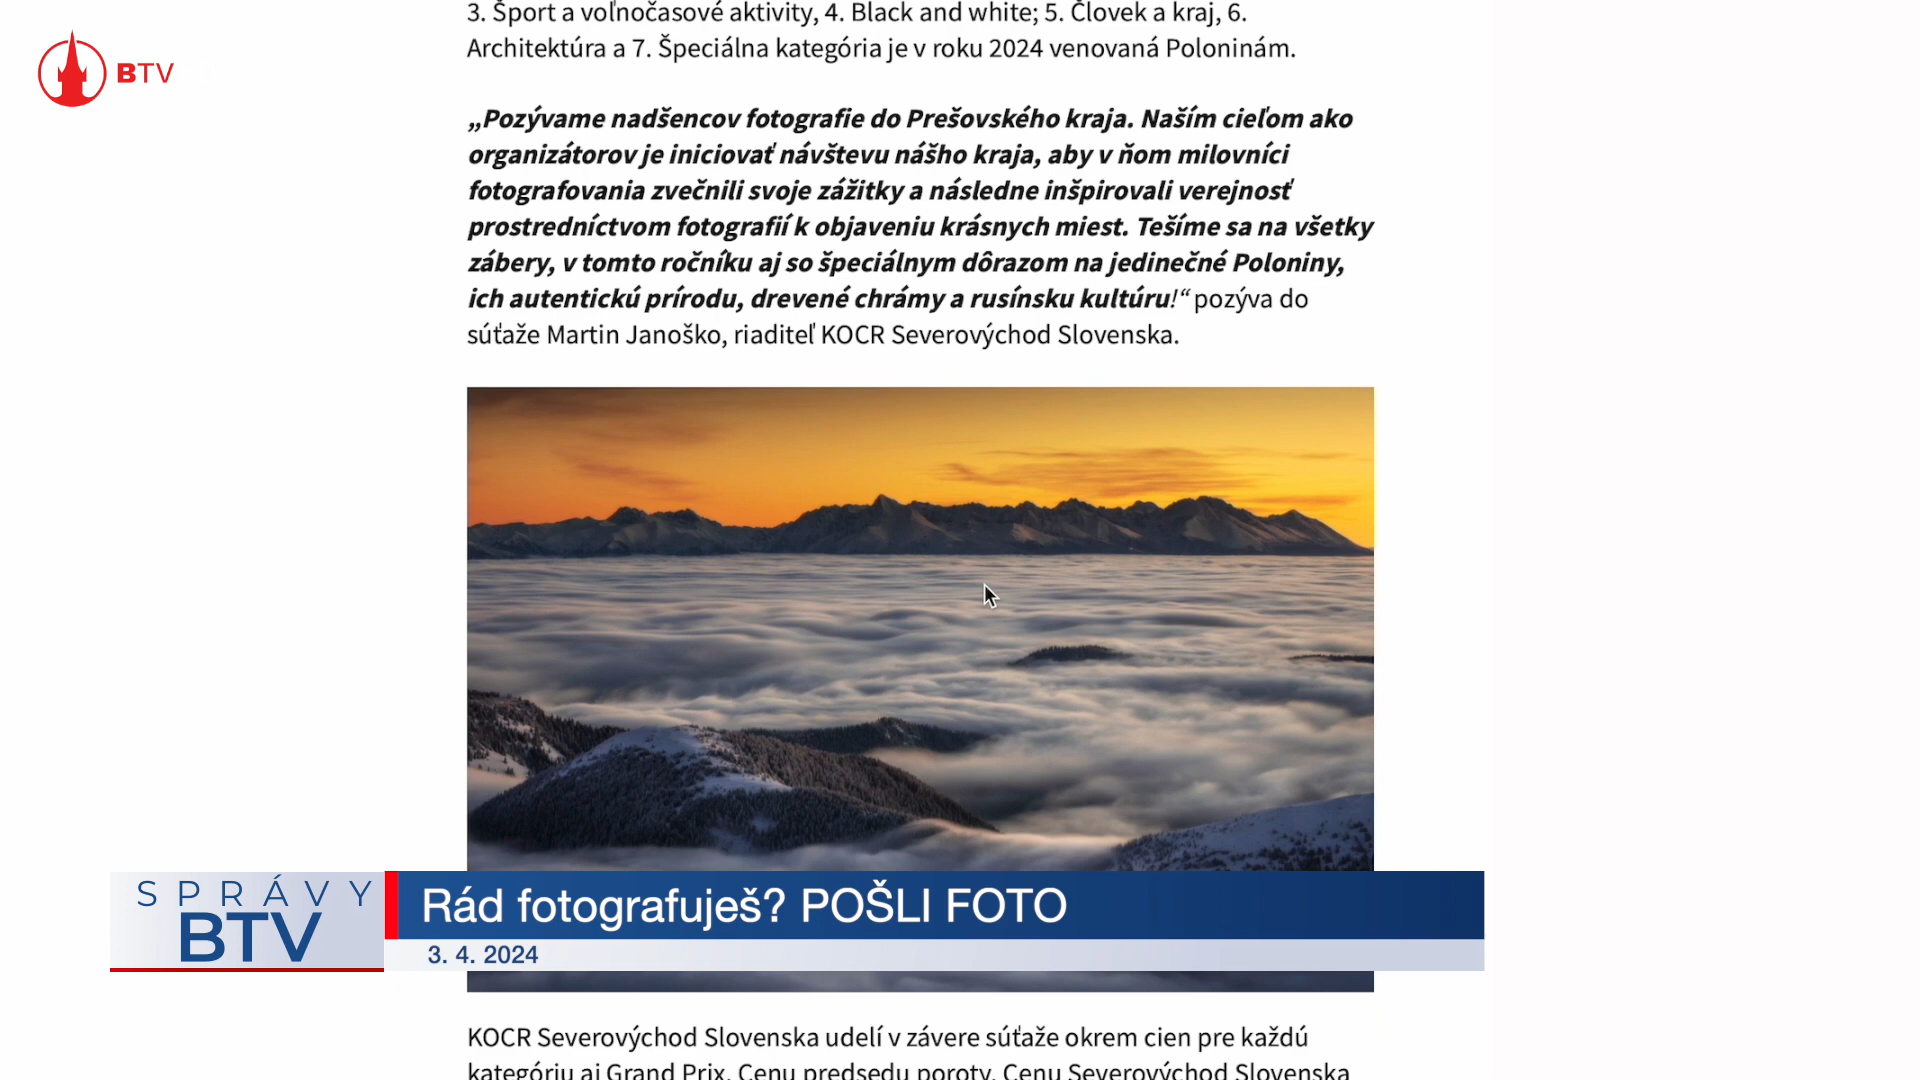 3. Šport a voľnočasové aktivity, 4. Black and white; 5. Človek a kraj, 6.
Architektúra a 7. Špeciálna kategória je v roku 2024 venovaná Poloninám.
BTV
„Pozývame nadšencov fotografie do Prešovského kraja. Naším cieľom ako
organizátorov je iniciovať návštevu nášho kraja, aby v ňom milovníci
fotografovania zvečnili svoje zážitky a následne inšpirovali verejnosť
prostredníctvom fotografií k objaveniu krásnych miest. Tešíme sa na všetky
zábery, v tomto ročníku aj so špeciálnym dôrazom na jedinečné Poloniny,
ich autentickú prírodu, drevené chrámy a rusínsku kultúru!“ pozýva do
súťaže Martin Janoško, riaditeľ KOCR Severovýchod Slovenska.
SPRÁVY
BTV
Rád fotografuješ? POŠLI FOTO
3. 4. 2024
KOCR Severovýchod Slovenska udelí v závere súťaže okrem cien pre každú
kategóriu aj Grand Prix, Cenu predsedu poroty, Cenu Severovýchod Slovenska